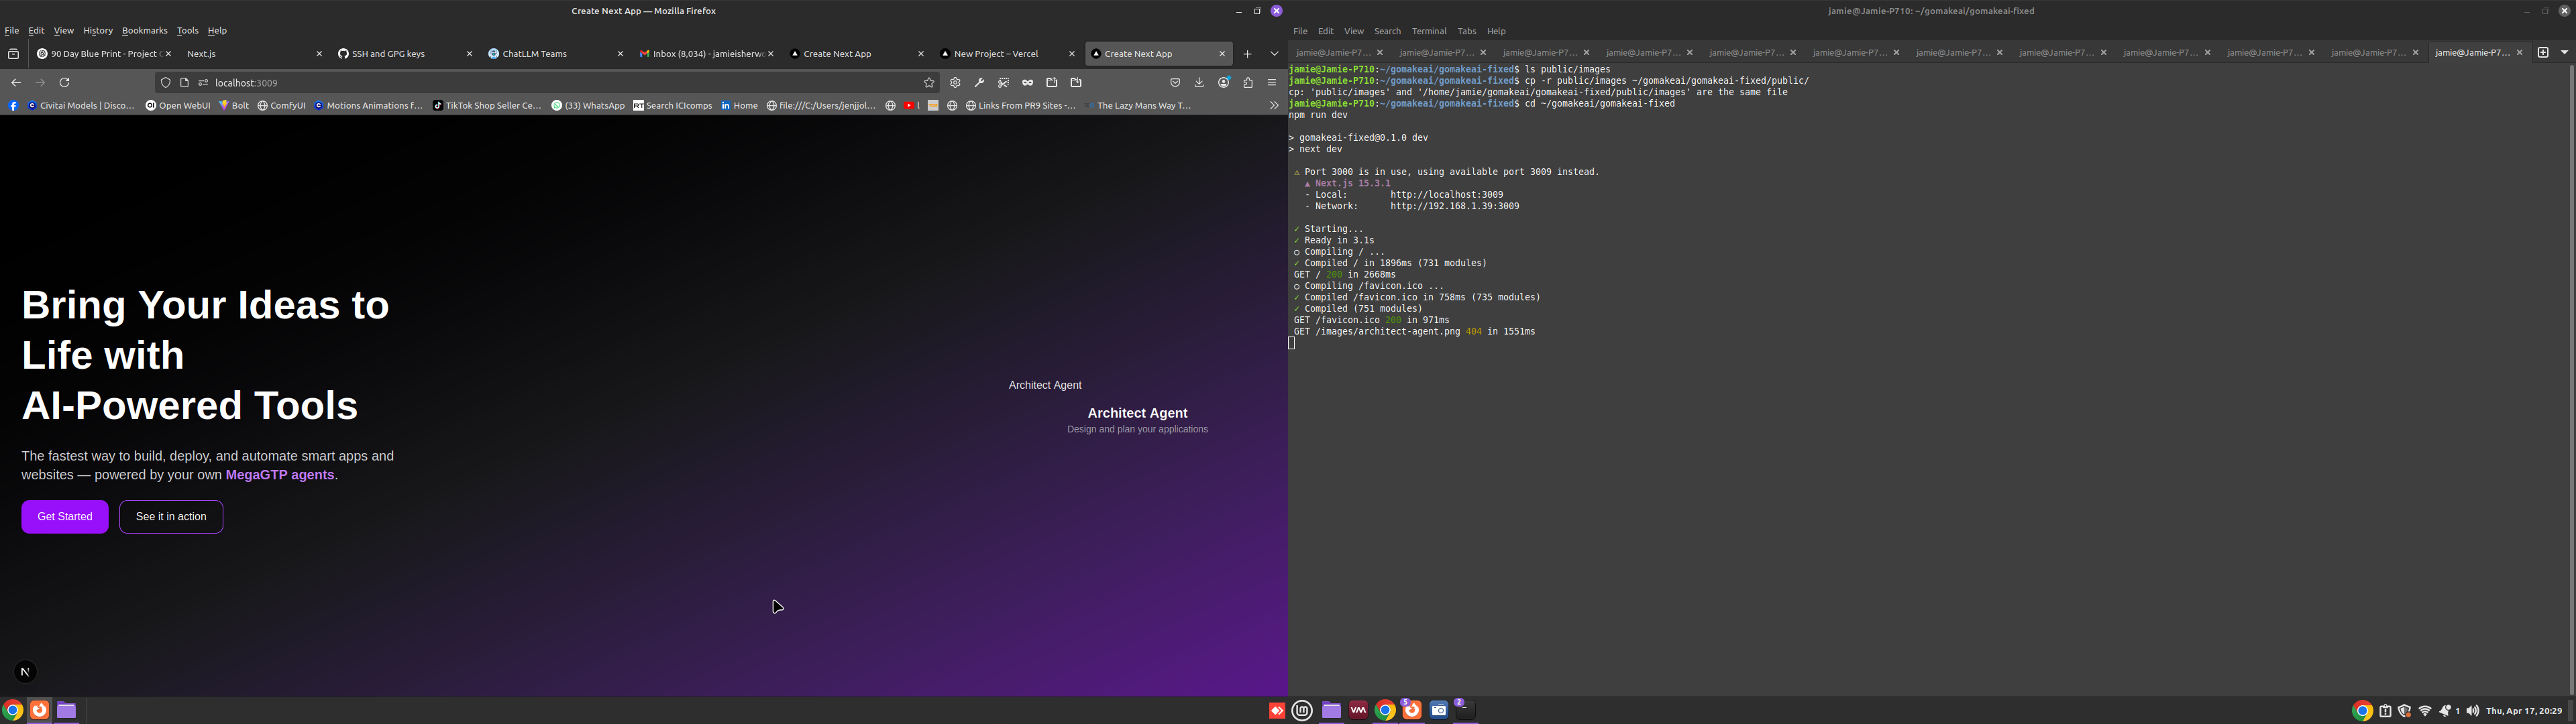 Create Next App — Mozilla Firefox
File Edit View History Bookmarks Tools Help
90 Day Blue Print - Project Next.js SSH and GPG keys ChatLLM Teams Inbox (8,034) - jamieisherwo Create Next App New Project – Vercel Create Next App
localhost:3009
Civitai Models | Disco... Open WebUI Bolt ComfyUI Motions Animations f... TikTok Shop Seller Ce... (33) WhatsApp Search ICIcomps Home file:///C:/Users/jenjjol... Links From PR9 Sites -... The Lazy Mans Way T...
Bring Your Ideas to
Life with
AI-Powered Tools
The fastest way to build, deploy, and automate smart apps and
websites — powered by your own MegaGTP agents.
Get Started See it in action
Architect Agent
Architect Agent
Design and plan your applications
N
jamie@Jamie-P710: ~/gomakeai/gomakeai-fixed
File Edit View Search Terminal Tabs Help
jamie@Jamie-P7... jamie@Jamie-P7... jamie@Jamie-P7... jamie@Jamie-P7... jamie@Jamie-P7... jamie@Jamie-P7... jamie@Jamie-P7... jamie@Jamie-P7... jamie@Jamie-P7... jamie@Jamie-P7... jamie@Jamie-P7... jamie@Jamie-P7...
jamie@Jamie-P710:~/gomakeai/gomakeai-fixed$ ls public/images
jamie@Jamie-P710:~/gomakeai/gomakeai-fixed$ cp -r public/images ~/gomakeai/gomakeai-fixed/public/
cp: 'public/images' and '/home/jamie/gomakeai/gomakeai-fixed/public/images' are the same file
jamie@Jamie-P710:~/gomakeai/gomakeai-fixed$ cd ~/gomakeai/gomakeai-fixed
npm run dev
> gomakeai-fixed@0.1.0 dev
> next dev
⚠ Port 3000 is in use, using available port 3009 instead.
▲ Next.js 15.3.1
- Local: http://localhost:3009
- Network: http://192.168.1.39:3009
✓ Starting...
✓ Ready in 3.1s
○ Compiling / ...
✓ Compiled / in 1896ms (731 modules)
GET / 200 in 2668ms
○ Compiling /favicon.ico ...
✓ Compiled /favicon.ico in 758ms (735 modules)
✓ Compiled (751 modules)
GET /favicon.ico 200 in 971ms
GET /images/architect-agent.png 404 in 1551ms
VM 5 2 1 Thu, Apr 17, 20:29